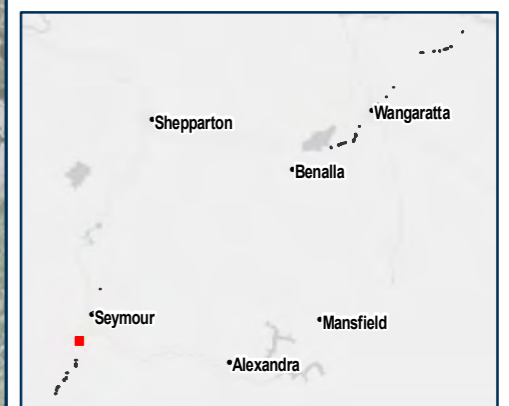 Wangaratta
Shepparton
Benalla
Seymour
Mansfield
Alexandra